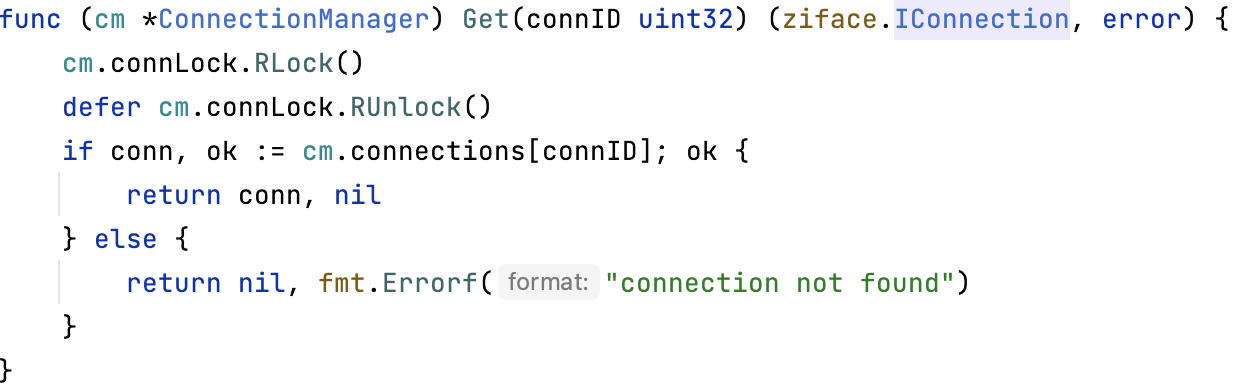 func (cm *ConnectionManager) Get(connID uint32) (ziface.IConnection, error) {
    cm.connLock.RLock()
    defer cm.connLock.RUnlock()
    if conn, ok := cm.connections[connID]; ok {
        return conn, nil
    } else {
        return nil, fmt.Errorf( format: "connection not found")
    }
}